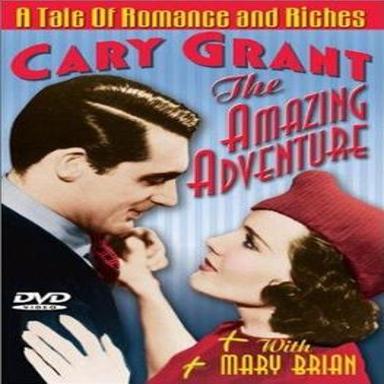 A Tale Of Romance and Riches
CARY GRANT
The
AMAZING
ADVENTURE
DVD
VIDEO
+ With
+ MARY BRIAN